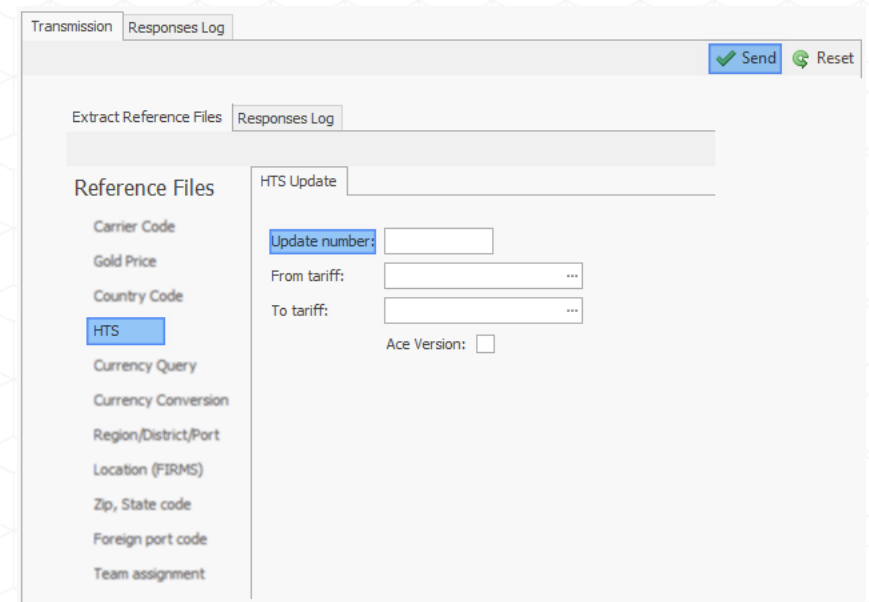 Transmission Responses Log
Send Reset
Extract Reference Files Responses Log
Reference Files
HTS Update
Carrier Code
Gold Price
Country Code
HTS
Currency Query
Currency Conversion
Region/District/Port
Location (FIRMS)
Zip, State code
Foreign port code
Team assignment
Update number:
From tariff:
...
To tariff:
...
Ace Version: